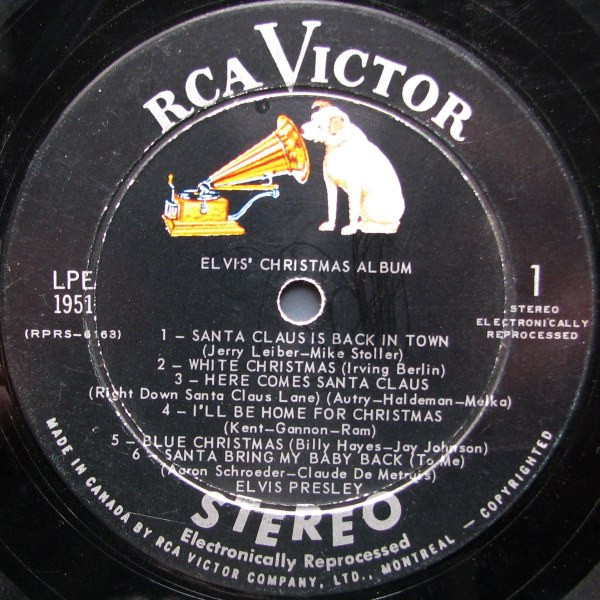 RCA VICTOR
ELVIS' CHRISTMAS ALBUM
LPE
1951
(RPRS-6163)
1
STEREO
ELECTRONICALLY
REPROCESSED
1 – SANTA CLAUS IS BACK IN TOWN
(Jerry Leiber–Mike Stoller)
2 – WHITE CHRISTMAS (Irving Berlin)
3 – HERE COMES SANTA CLAUS
(Right Down Santa Claus Lane) (Autry–Haldeman–Melka)
4 – I'LL BE HOME FOR CHRISTMAS
(Kent–Gannon–Ram)
5 – BLUE CHRISTMAS (Billy Hayes–Jay Johnson)
6 – SANTA BRING MY BABY BACK (To Me)
(Aaron Schroeder–Claude De Metruis)
ELVIS PRESLEY
STEREO
Electronically Reprocessed
MADE IN CANADA BY RCA VICTOR COMPANY, LTD., MONTREAL – COPYRIGHTED